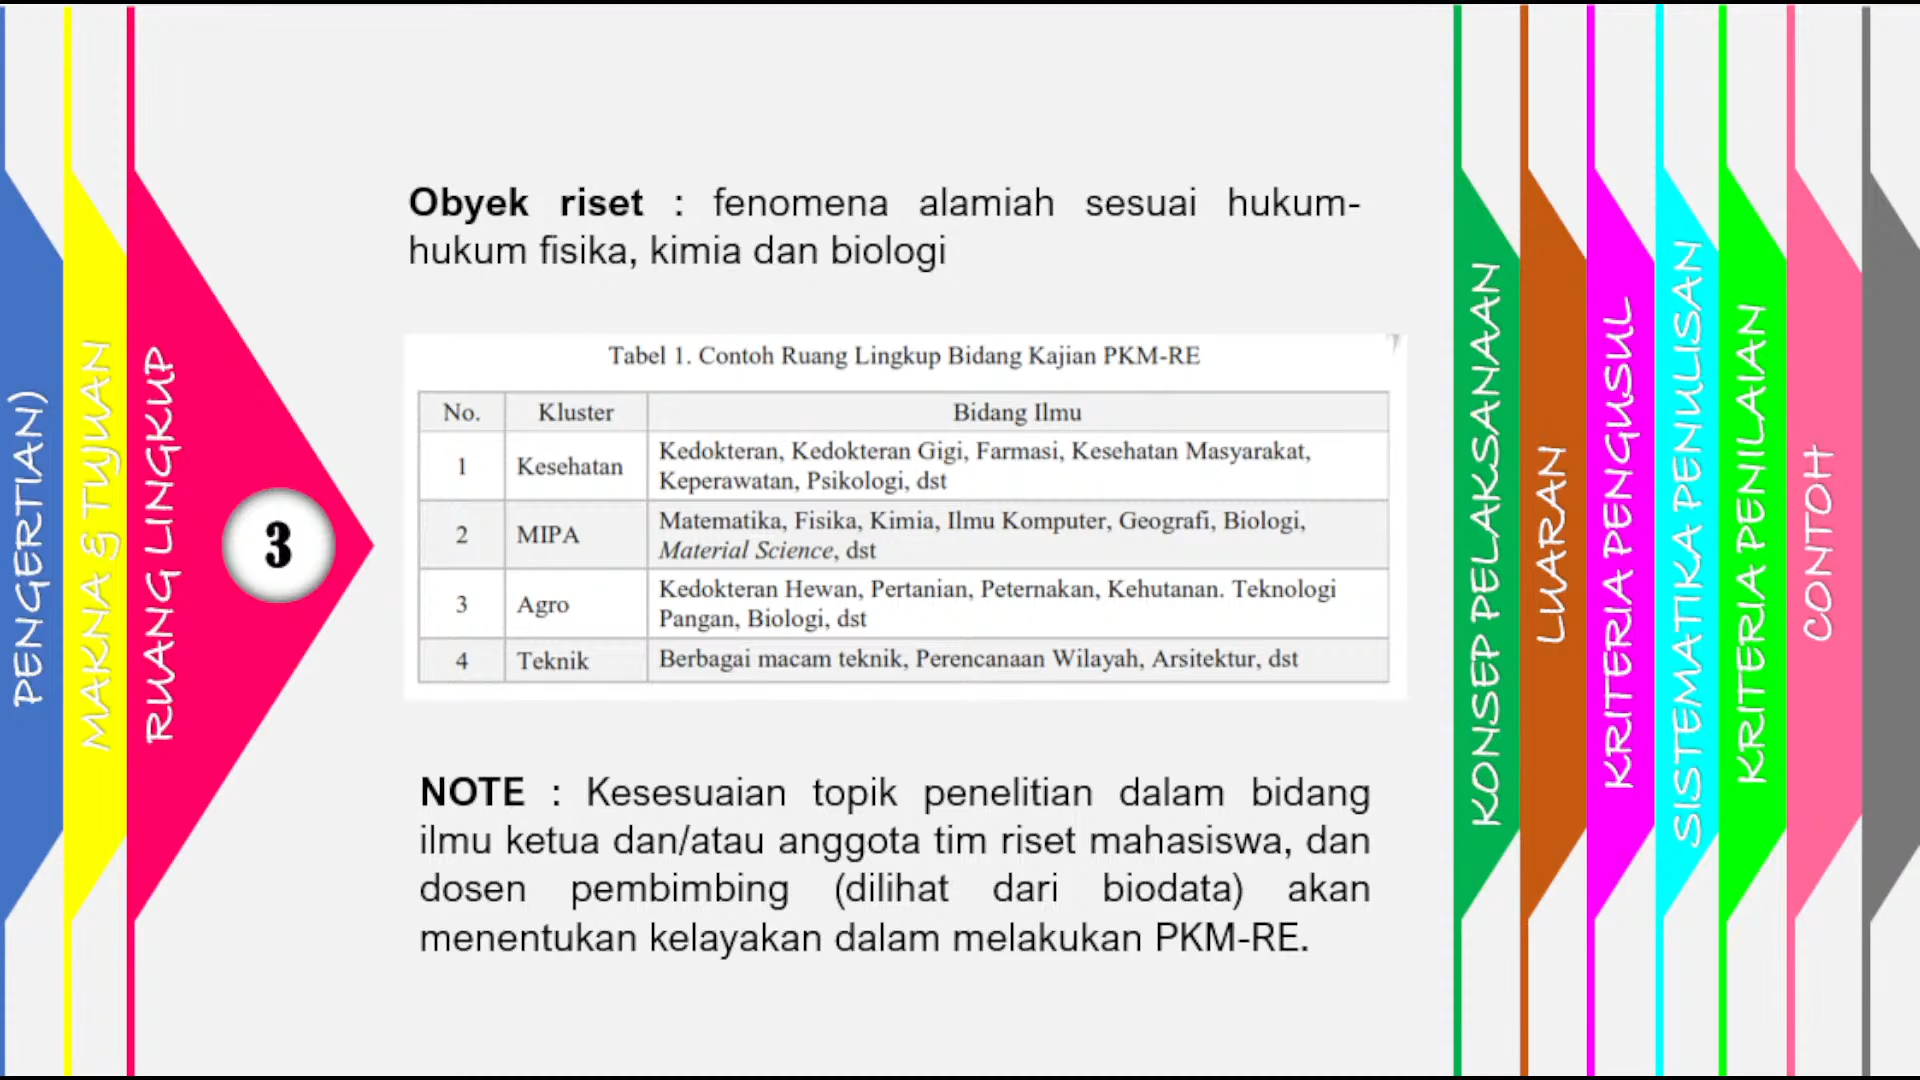 PENGERTIAN)
MAKNA & TUJUAN
RUANG LINGKUP
3
Obyek riset : fenomena alamiah sesuai hukum-
hukum fisika, kimia dan biologi
Tabel 1. Contoh Ruang Lingkup Bidang Kajian PKM-RE
No. Kluster Bidang Ilmu
1 Kesehatan Kedokteran, Kedokteran Gigi, Farmasi, Kesehatan Masyarakat,
Keperawatan, Psikologi, dst
2 MIPA Matematika, Fisika, Kimia, Ilmu Komputer, Geografi, Biologi,
Material Science, dst
3 Agro Kedokteran Hewan, Pertanian, Peternakan, Kehutanan. Teknologi
Pangan, Biologi, dst
4 Teknik Berbagai macam teknik, Perencanaan Wilayah, Arsitektur, dst
NOTE : Kesesuaian topik penelitian dalam bidang
ilmu ketua dan/atau anggota tim riset mahasiswa, dan
dosen pembimbing (dilihat dari biodata) akan
menentukan kelayakan dalam melakukan PKM-RE.
KONSEP PELAKSANAAN
LUARAN
KRITERIA PENGUSUL
SISTEMATIKA PENULISAN
KRITERIA PENILAIAN
CONTOH